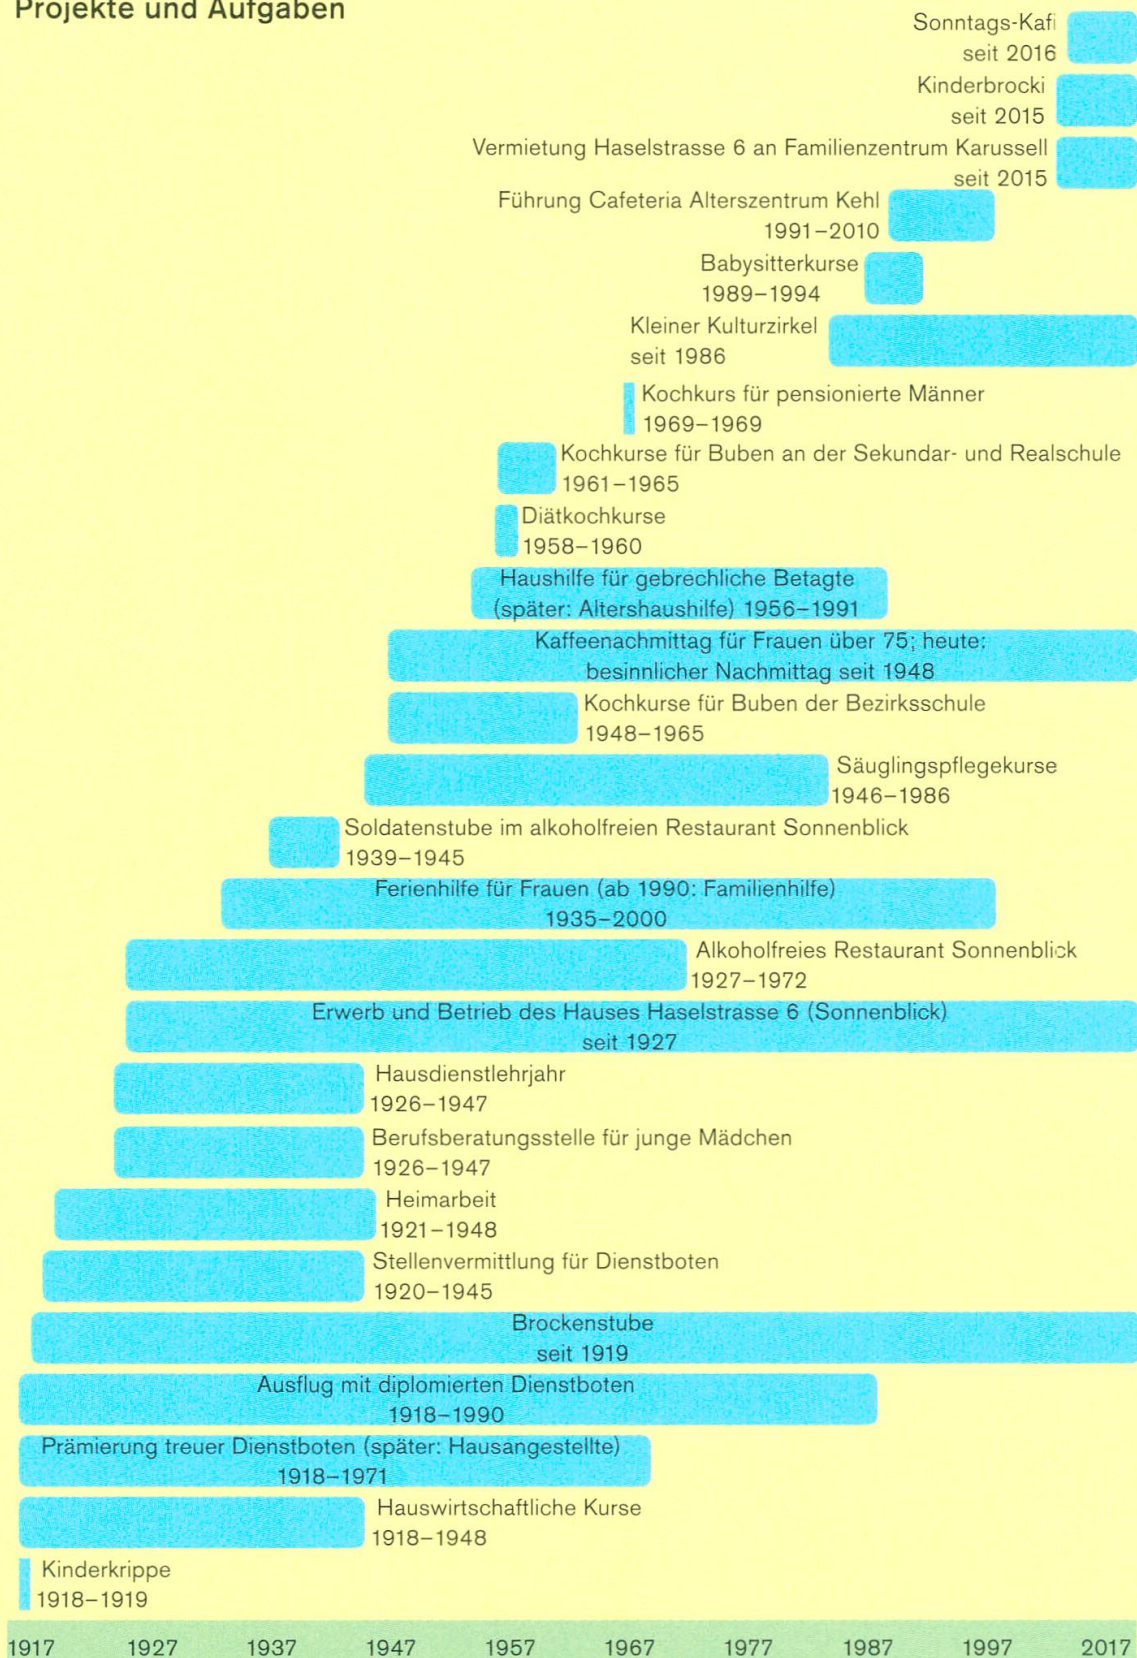 Projekte und Aufgaben
Sonntags-Kafi
seit 2016
Kinderbrocki
seit 2015
Vermietung Haselstrasse 6 an Familienzentrum Karussell
seit 2015
Führung Cafeteria Alterszentrum Kehl
1991–2010
Babysitterkurse
1989–1994
Kleiner Kulturzirkel
seit 1986
Kochkurs für pensionierte Männer
1969–1969
Kochkurse für Buben an der Sekundar- und Realschule
1961–1965
Diätkochkurse
1958–1960
Haushilfe für gebrechliche Betagte
(später: Altershaushilfe) 1956–1991
Kaffeenachmittag für Frauen über 75; heute:
besinnlicher Nachmittag seit 1948
Kochkurse für Buben der Bezirksschule
1948–1965
Säuglingspflegekurse
1946–1986
Soldatenstube im alkoholfreien Restaurant Sonnenblick
1939–1945
Ferienhilfe für Frauen (ab 1990: Familienhilfe)
1935–2000
Alkoholfreies Restaurant Sonnenblick
1927–1972
Erwerb und Betrieb des Hauses Haselstrasse 6 (Sonnenblick)
seit 1927
Hausdienstlehrjahr
1926–1947
Berufsberatungsstelle für junge Mädchen
1926–1947
Heimarbeit
1921–1948
Stellenvermittlung für Dienstboten
1920–1945
Brockenstube
seit 1919
Ausflug mit diplomierten Dienstboten
1918–1990
Prämierung treuer Dienstboten (später: Hausangestellte)
1918–1971
Hauswirtschaftliche Kurse
1918–1948
Kinderkrippe
1918–1919
1917 1927 1937 1947 1957 1967 1977 1987 1997 2017